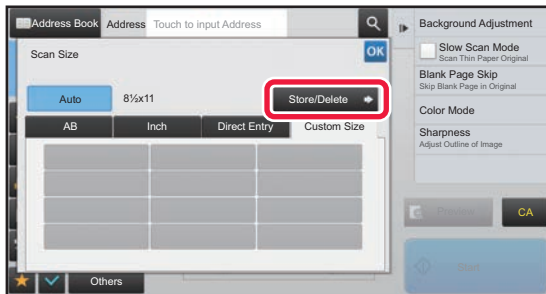 Address Book Address Touch to input Address
Scan Size
OK
Auto 8½x11 Store/Delete
AB Inch Direct Entry Custom Size
Others
Background Adjustment
Slow Scan Mode
Scan Thin Paper Original
Blank Page Skip
Skip Blank Page in Original
Color Mode
Sharpness
Adjust Outline of Image
Preview CA
Start